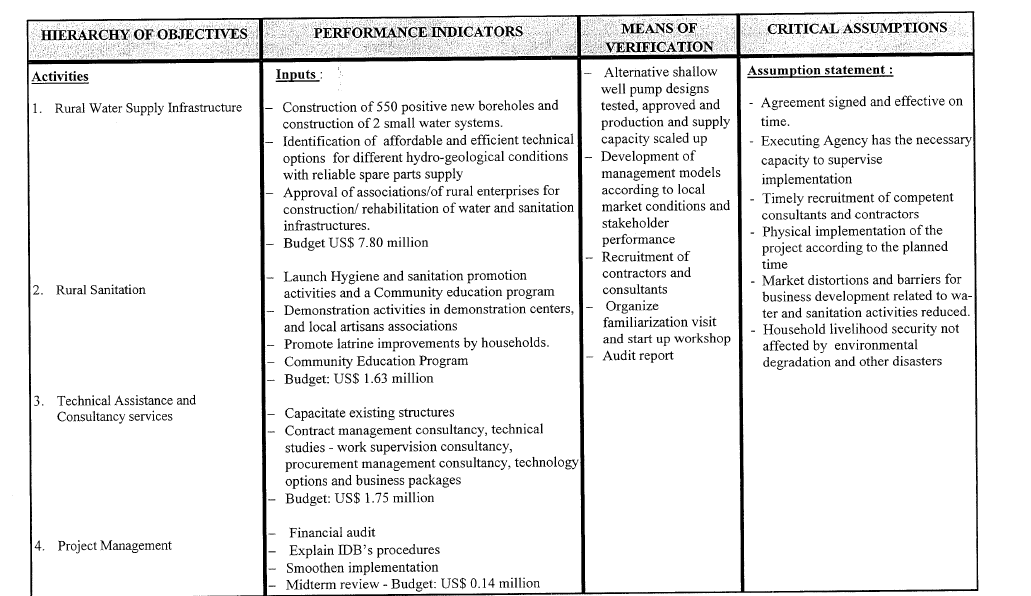 HIERARCHY OF OBJECTIVES
PERFORMANCE INDICATORS
MEANS OF
VERIFICATION
CRITICAL ASSUMPTIONS
Activities
1. Rural Water Supply Infrastructure
2. Rural Sanitation
3. Technical Assistance and
Consultancy services
4. Project Management
Inputs :
– Construction of 550 positive new boreholes and
construction of 2 small water systems.
– Identification of affordable and efficient technical
options for different hydro-geological conditions
with reliable spare parts supply
– Approval of associations/of rural enterprises for
construction/ rehabilitation of water and sanitation
infrastructures.
– Budget US$ 7.80 million
– Launch Hygiene and sanitation promotion
activities and a Community education program
– Demonstration activities in demonstration centers,
and local artisans associations
– Promote latrine improvements by households.
– Community Education Program
– Budget: US$ 1.63 million
– Capacitate existing structures
– Contract management consultancy, technical
studies - work supervision consultancy,
procurement management consultancy, technology
options and business packages
– Budget: US$ 1.75 million
– Financial audit
– Explain IDB's procedures
– Smoothen implementation
– Midterm review - Budget: US$ 0.14 million
– Alternative shallow
well pump designs
tested, approved and
production and supply
capacity scaled up
– Development of
management models
according to local
market conditions and
stakeholder
performance
– Recruitment of
contractors and
consultants
– Organize
familiarization visit
and start up workshop
– Audit report
Assumption statement :
- Agreement signed and effective on
time.
- Executing Agency has the necessary
capacity to supervise
implementation
- Timely recruitment of competent
consultants and contractors
- Physical implementation of the
project according to the planned
time
- Market distortions and barriers for
business development related to wa-
ter and sanitation activities reduced.
- Household livelihood security not
affected by environmental
degradation and other disasters